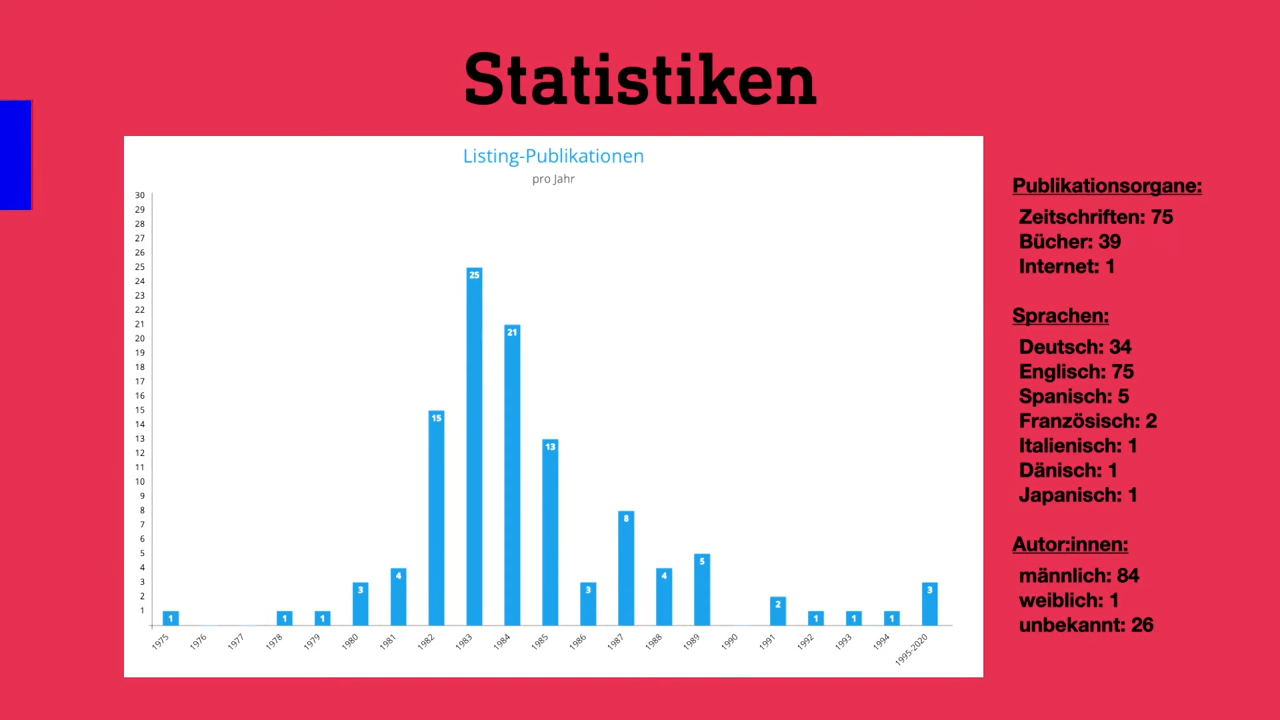 Statistiken
Listing-Publikationen
pro Jahr
30
29
28
27
26
25
24
23
22
21
20
19
18
17
16
15
14
13
12
11
10
9
8
7
6
5
4
3
2
1
1
1
1
3
4
15
25
21
13
3
8
4
5
2
1
1
1
3
1975 1976 1977 1978 1979 1980 1981 1982 1983 1984 1985 1986 1987 1988 1989 1990 1991 1992 1993 1994 1995-2020
Publikationsorgane:
Zeitschriften: 75
Bücher: 39
Internet: 1
Sprachen:
Deutsch: 34
Englisch: 75
Spanisch: 5
Französisch: 2
Italienisch: 1
Dänisch: 1
Japanisch: 1
Autor:innen:
männlich: 84
weiblich: 1
unbekannt: 26